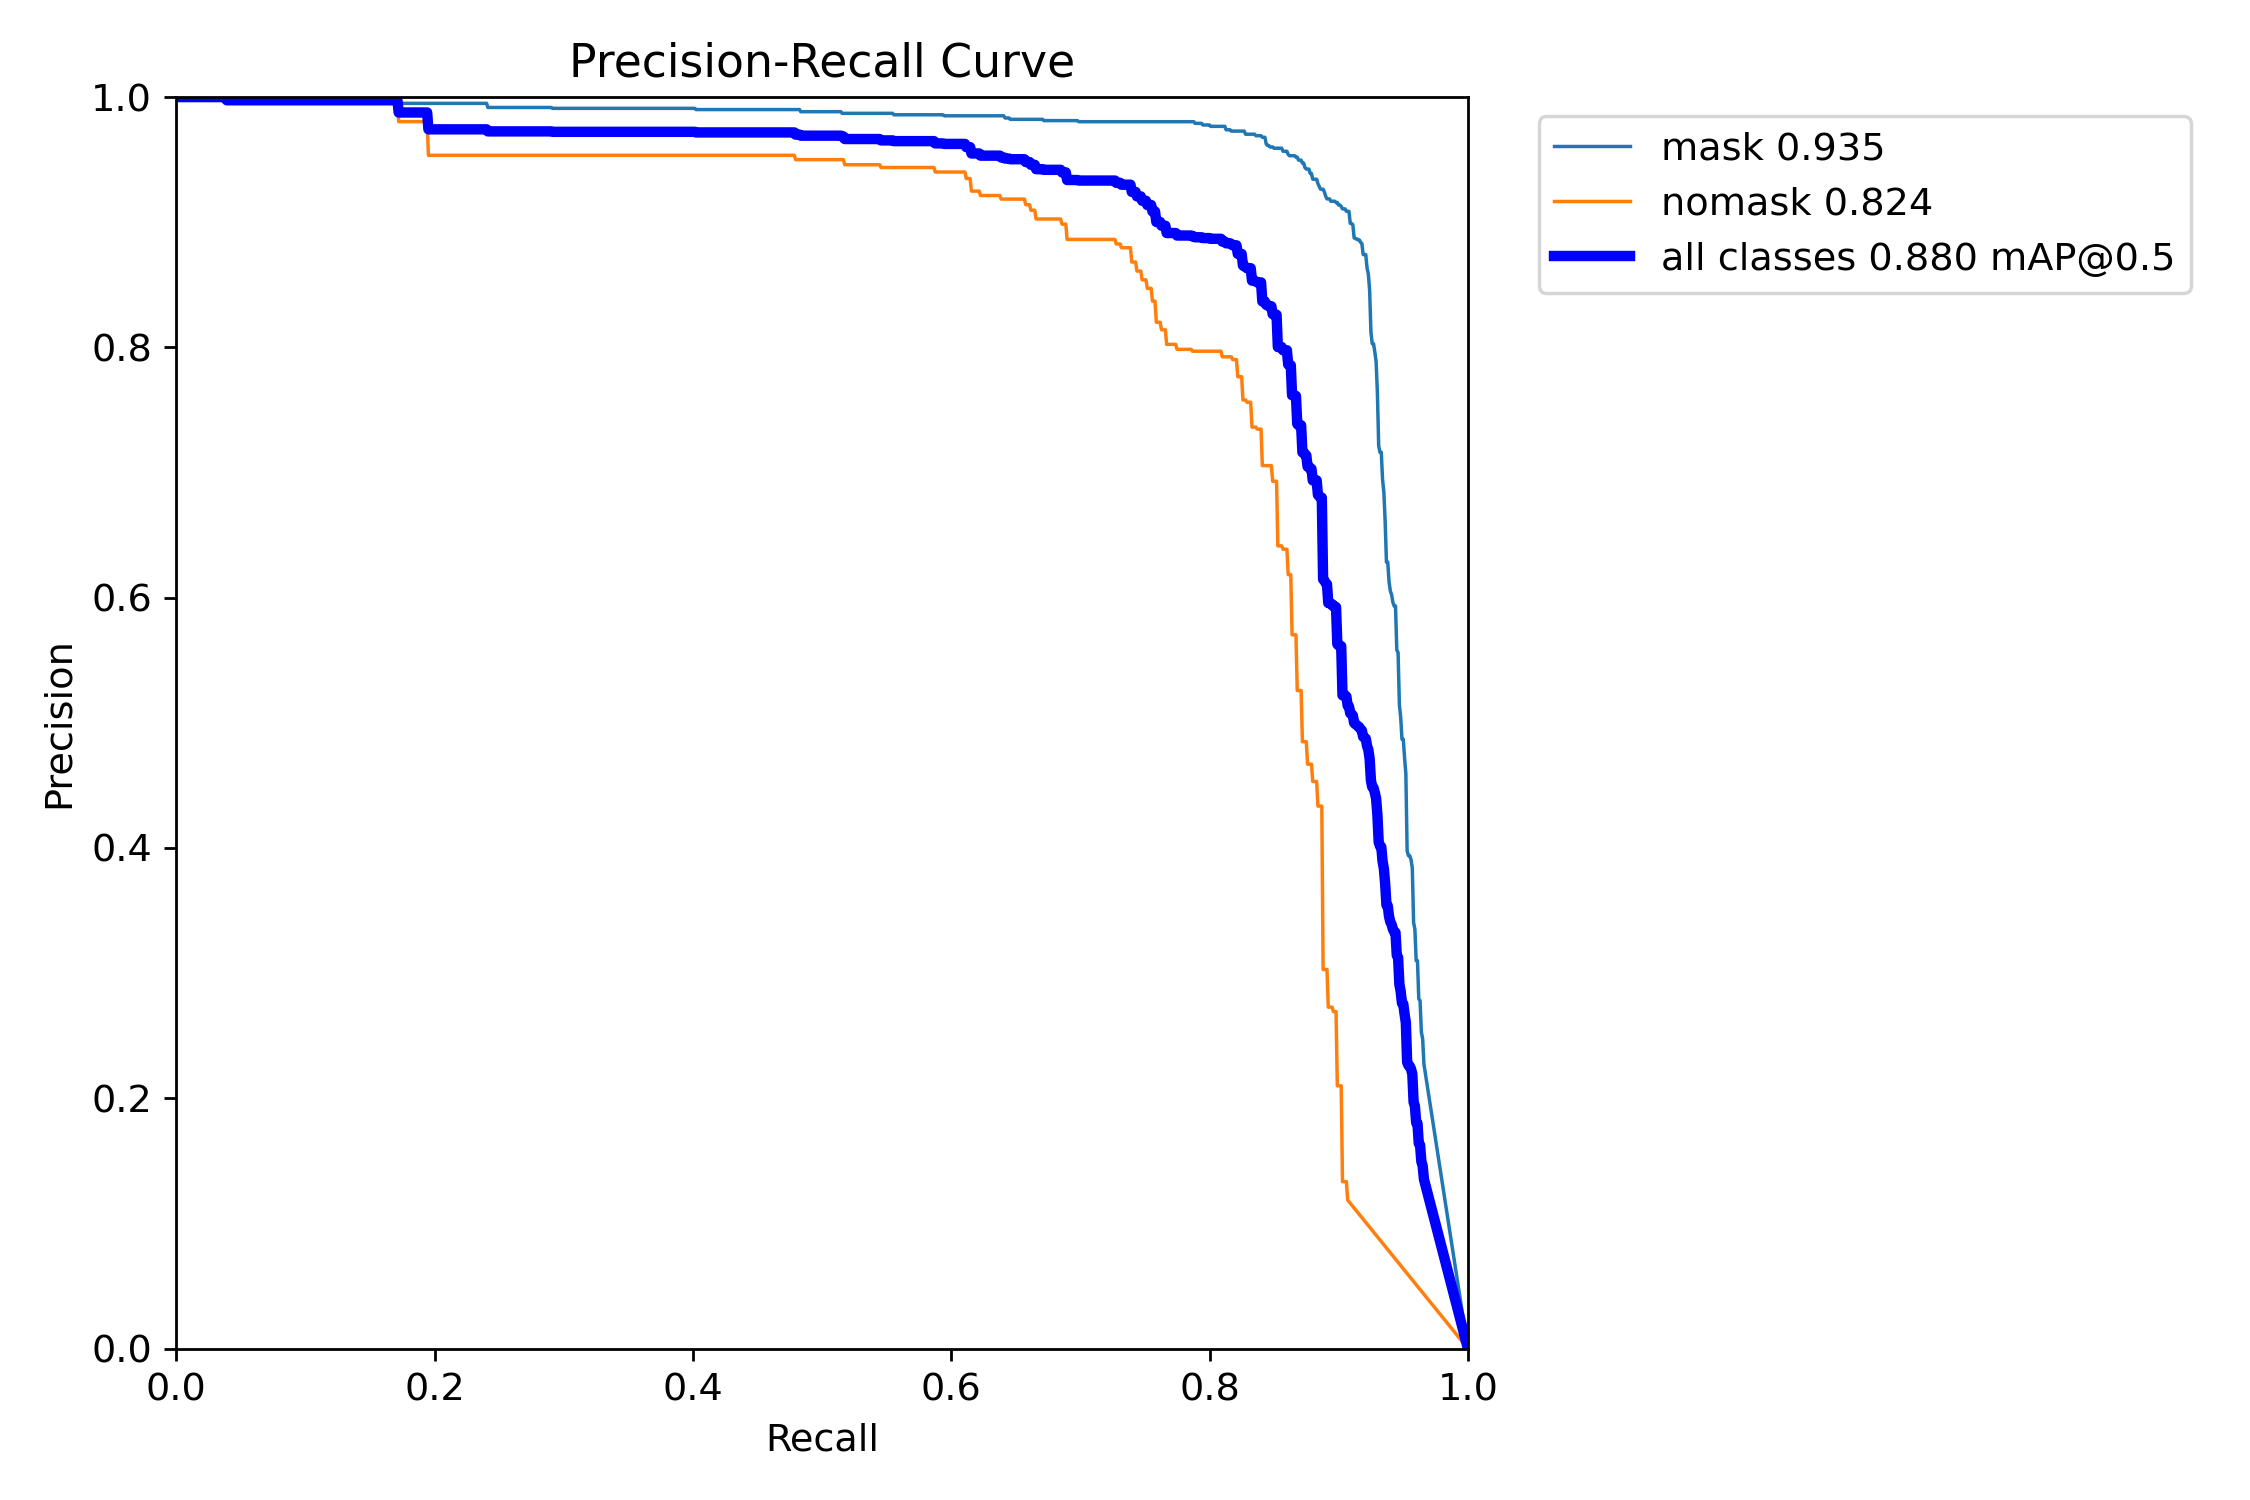 Precision-Recall Curve
1.0
0.8
0.6
0.4
0.2
0.0
Precision
0.0 0.2 0.4 0.6 0.8 1.0
Recall
mask 0.935
nomask 0.824
all classes 0.880 mAP@0.5